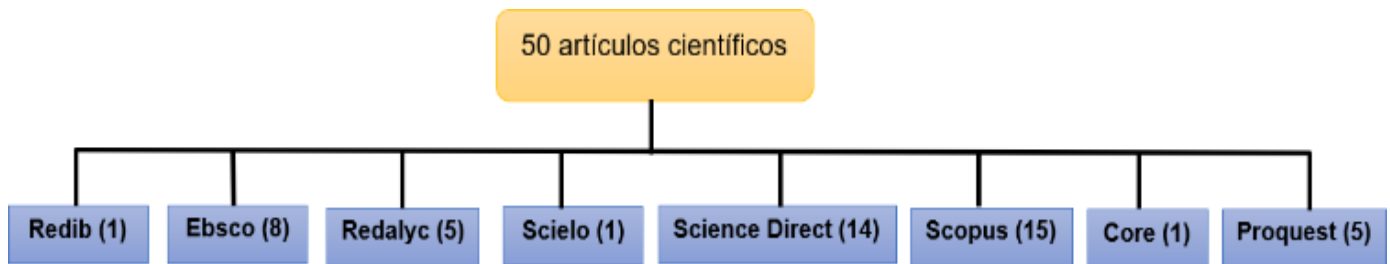 50 artículos científicos
Redib (1)
Ebsco (8)
Redalyc (5)
Scielo (1)
Science Direct (14)
Scopus (15)
Core (1)
Proquest (5)